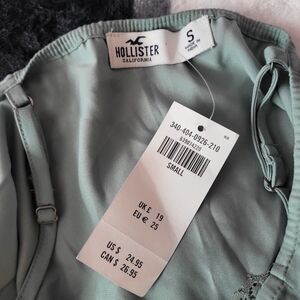 HOLLISTER
CALIFORNIA
S
340-404-0926-210
SMALL
UK £ 19
EU € 25
US $ 24.95
CAN $ 26.95